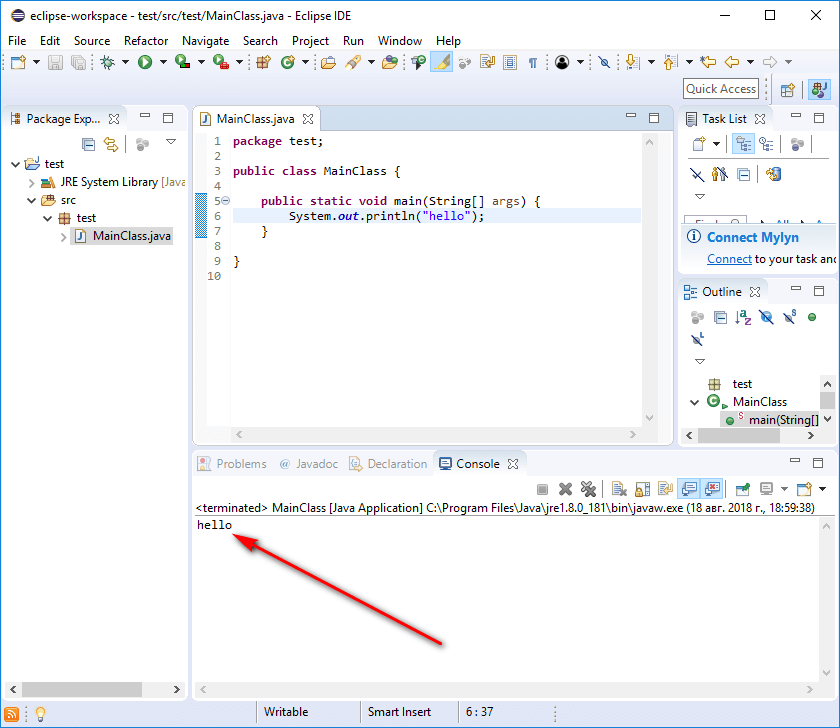 eclipse-workspace - test/src/test/MainClass.java - Eclipse IDE
File Edit Source Refactor Navigate Search Project Run Window Help
Quick Access
Package Exp...
test
JRE System Library [Java
src
test
MainClass.java
MainClass.java
1 package test;
2
3 public class MainClass {
4
5 public static void main(String[] args) {
6 System.out.println("hello");
7 }
8
9 }
10
Task List
Find
All
Connect Mylyn
Connect to your task and
Outline
test
MainClass
main(String[]
Problems @ Javadoc Declaration Console
<terminated> MainClass [Java Application] C:\Program Files\Java\jre1.8.0_181\bin\javaw.exe (18 авг. 2018 г., 18:59:38)
hello
Writable Smart Insert 6 : 37